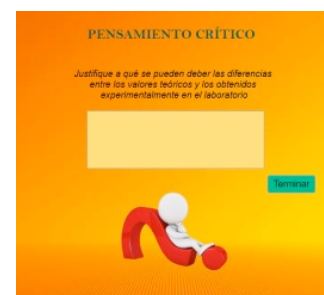 PENSAMIENTO CRÍTICO
Justifique a qué se pueden deber las diferencias
entre los valores teóricos y los obtenidos
experimentalmente en el laboratorio
Terminar